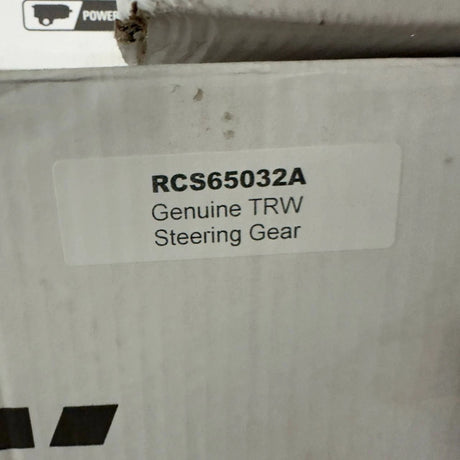 POWER
RCS65032A
Genuine TRW
Steering Gear